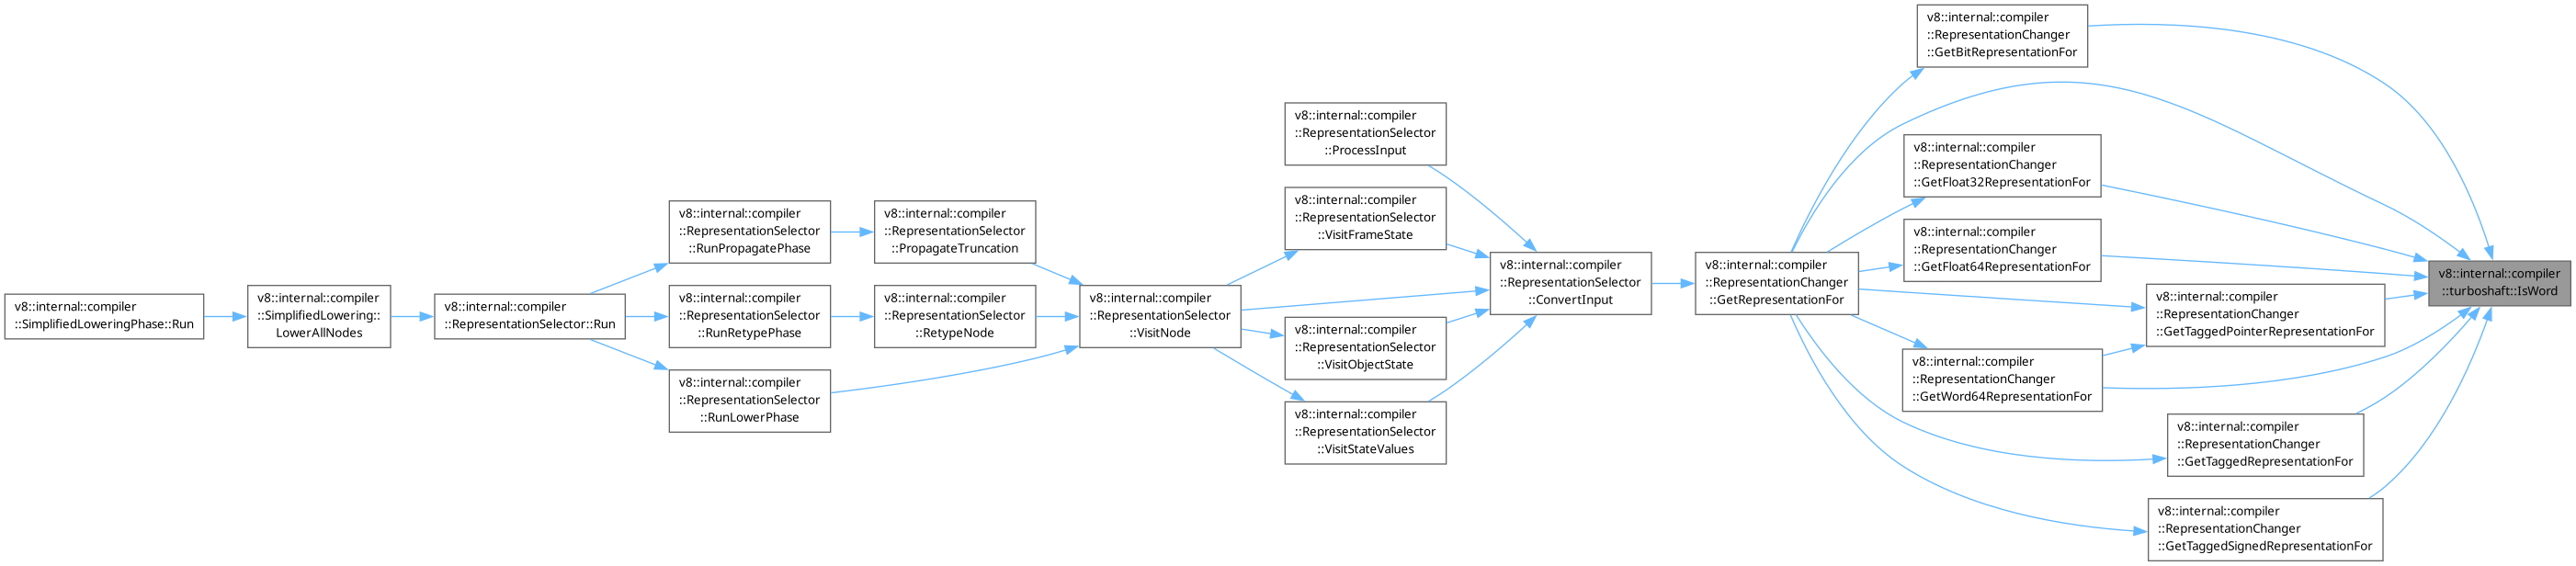 v8::internal::compiler
::SimplifiedLoweringPhase::Run
v8::internal::compiler
::SimplifiedLowering::
LowerAllNodes
v8::internal::compiler
::RepresentationSelector::Run
v8::internal::compiler
::RepresentationSelector
::RunPropagatePhase
v8::internal::compiler
::RepresentationSelector
::RunRetypePhase
v8::internal::compiler
::RepresentationSelector
::RunLowerPhase
v8::internal::compiler
::RepresentationSelector
::PropagateTruncation
v8::internal::compiler
::RepresentationSelector
::RetypeNode
v8::internal::compiler
::RepresentationSelector
::VisitNode
v8::internal::compiler
::RepresentationSelector
::ProcessInput
v8::internal::compiler
::RepresentationSelector
::VisitFrameState
v8::internal::compiler
::RepresentationSelector
::VisitObjectState
v8::internal::compiler
::RepresentationSelector
::VisitStateValues
v8::internal::compiler
::RepresentationSelector
::ConvertInput
v8::internal::compiler
::RepresentationChanger
::GetRepresentationFor
v8::internal::compiler
::RepresentationChanger
::GetBitRepresentationFor
v8::internal::compiler
::RepresentationChanger
::GetFloat32RepresentationFor
v8::internal::compiler
::RepresentationChanger
::GetFloat64RepresentationFor
v8::internal::compiler
::RepresentationChanger
::GetTaggedPointerRepresentationFor
v8::internal::compiler
::RepresentationChanger
::GetWord64RepresentationFor
v8::internal::compiler
::RepresentationChanger
::GetTaggedRepresentationFor
v8::internal::compiler
::RepresentationChanger
::GetTaggedSignedRepresentationFor
v8::internal::compiler
::turboshaft::IsWord